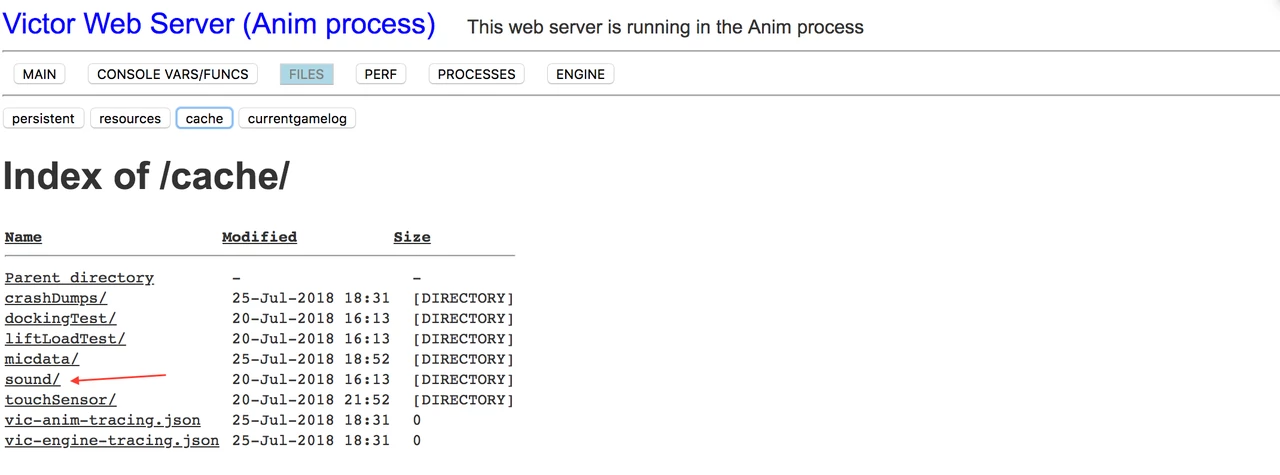 Victor Web Server (Anim process) This web server is running in the Anim process
MAIN CONSOLE VARS/FUNCS FILES PERF PROCESSES ENGINE
persistent resources cache currentgamelog
Index of /cache/
Name Modified Size
Parent directory - -
crashDumps/ 25-Jul-2018 18:31 [DIRECTORY]
dockingTest/ 20-Jul-2018 16:13 [DIRECTORY]
liftLoadTest/ 20-Jul-2018 16:13 [DIRECTORY]
micdata/ 25-Jul-2018 18:52 [DIRECTORY]
sound/ 20-Jul-2018 16:13 [DIRECTORY]
touchSensor/ 20-Jul-2018 21:52 [DIRECTORY]
vic-anim-tracing.json 25-Jul-2018 18:31 0
vic-engine-tracing.json 25-Jul-2018 18:31 0